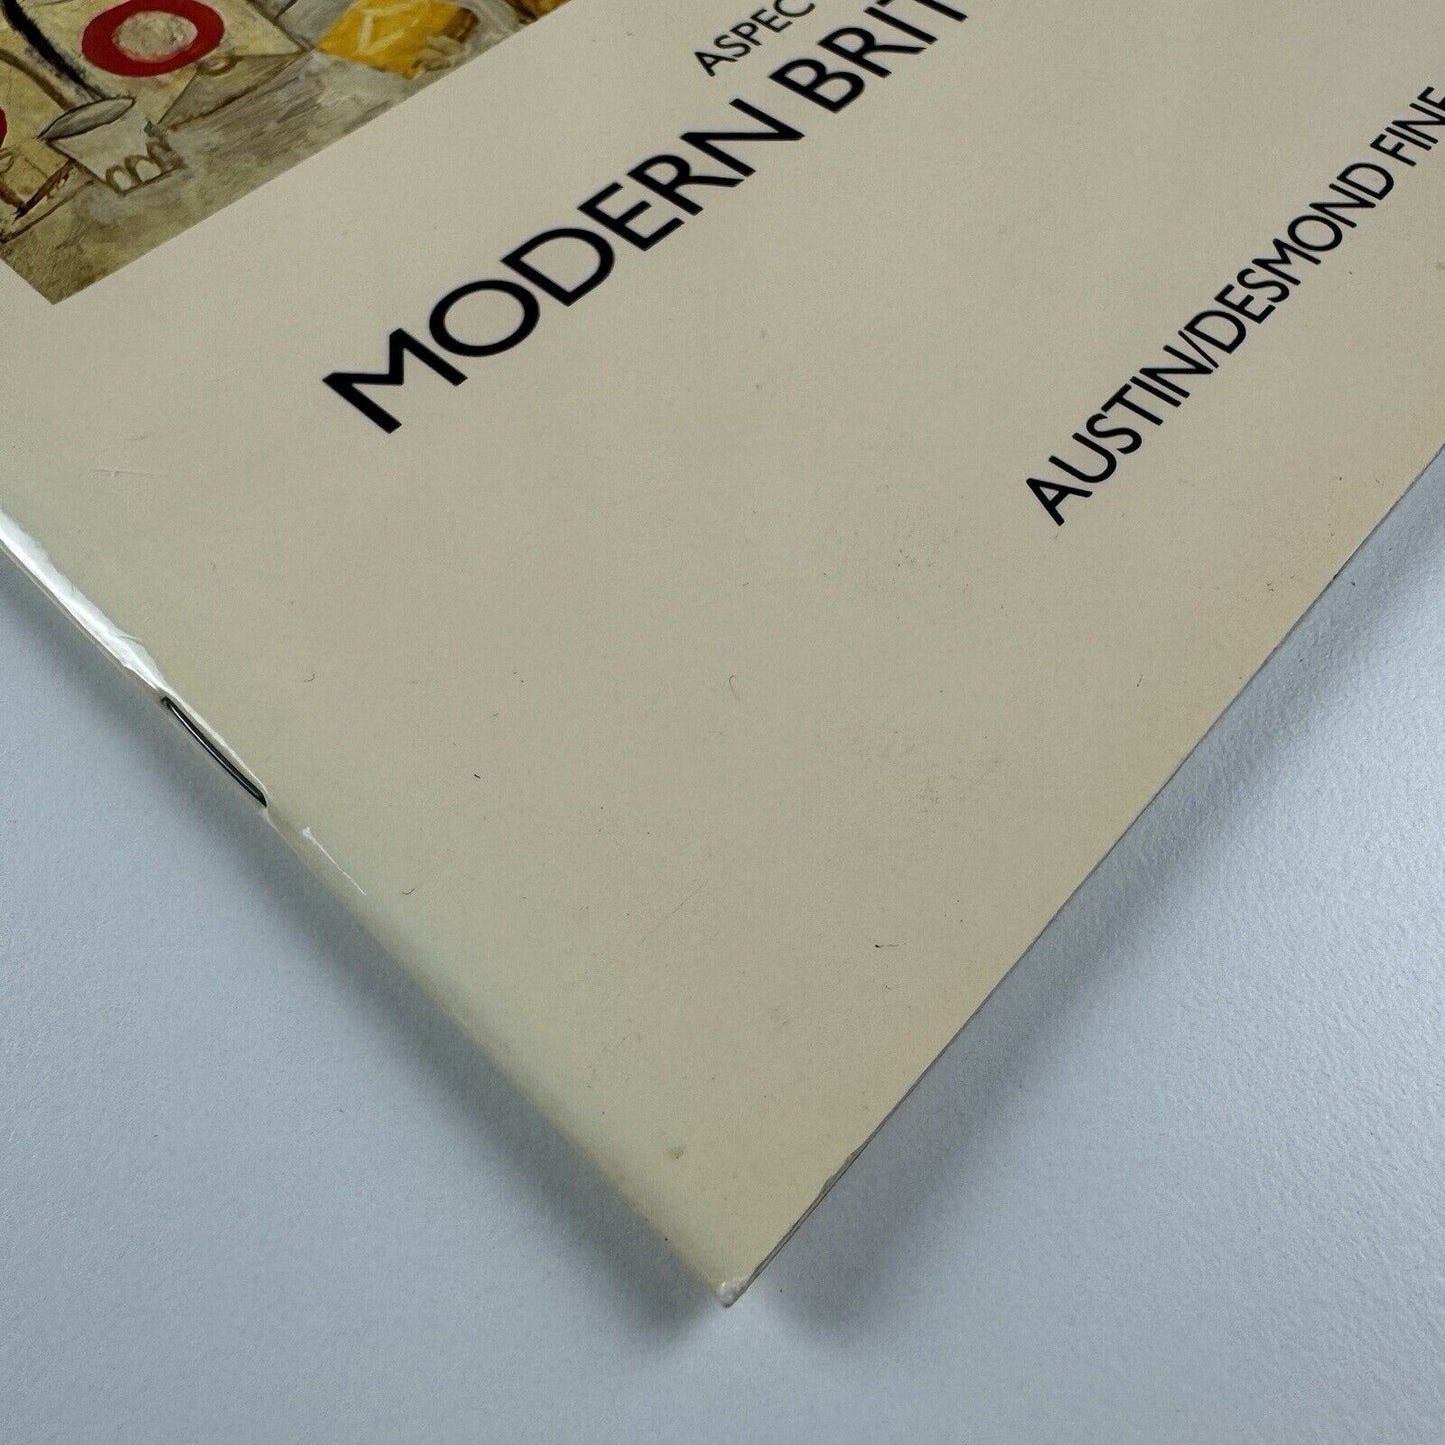 ASPEC
MODERN BRIT
AUSTIN/DESMOND FINE